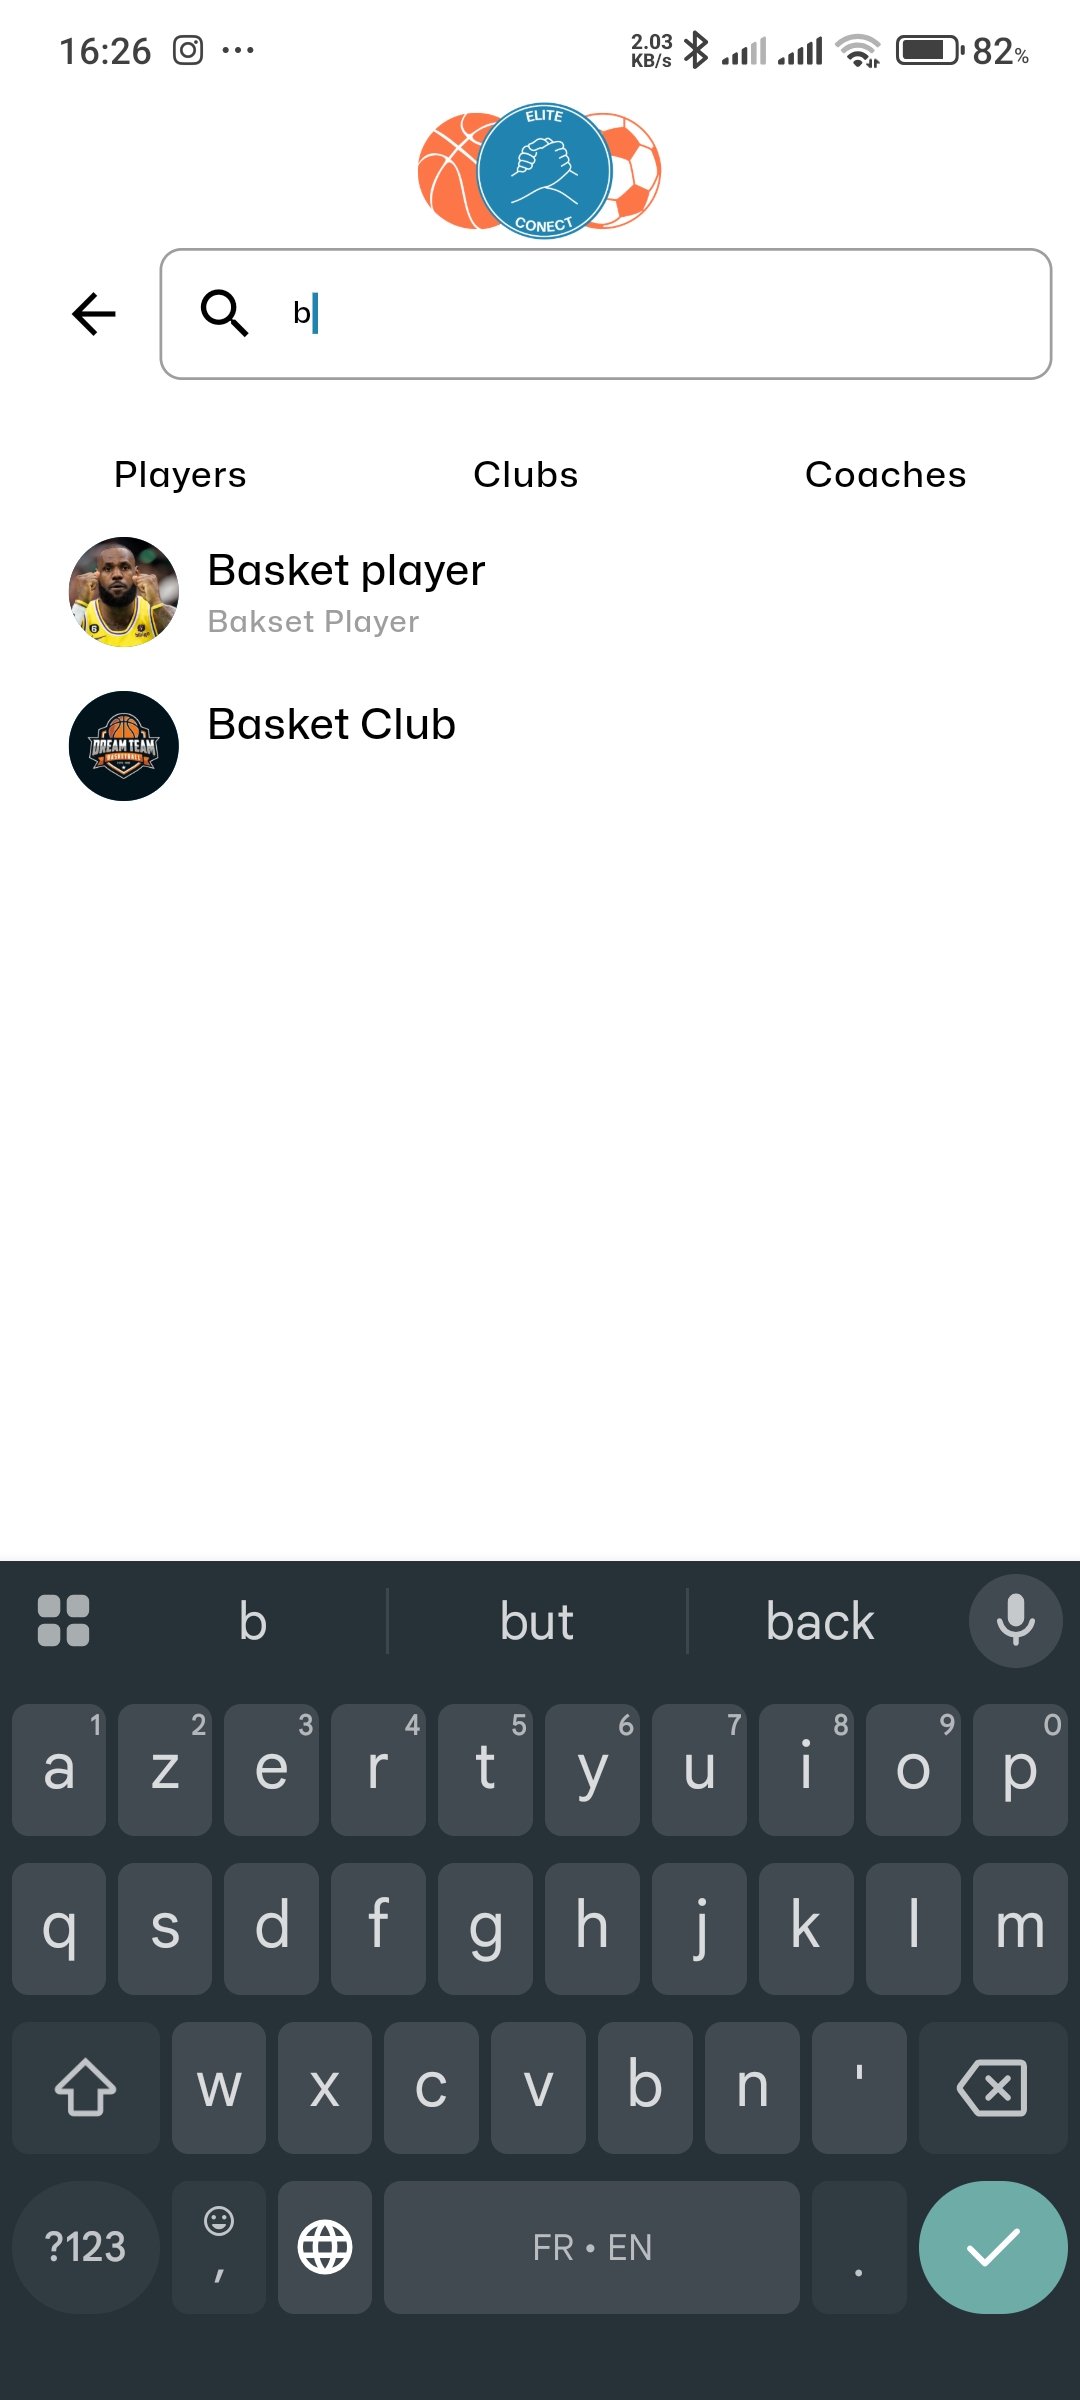 16:26
2.03 KB/s
82%
ELITE
CONECT
b
Players Clubs Coaches
Basket player
Bakset Player
DREAM TEAM
BASKETBALL
Basket Club
b but back
1 2 3 4 5 6 7 8 9 0
a z e r t y u i o p
q s d f g h j k l m
w x c v b n '
?123 , FR • EN .